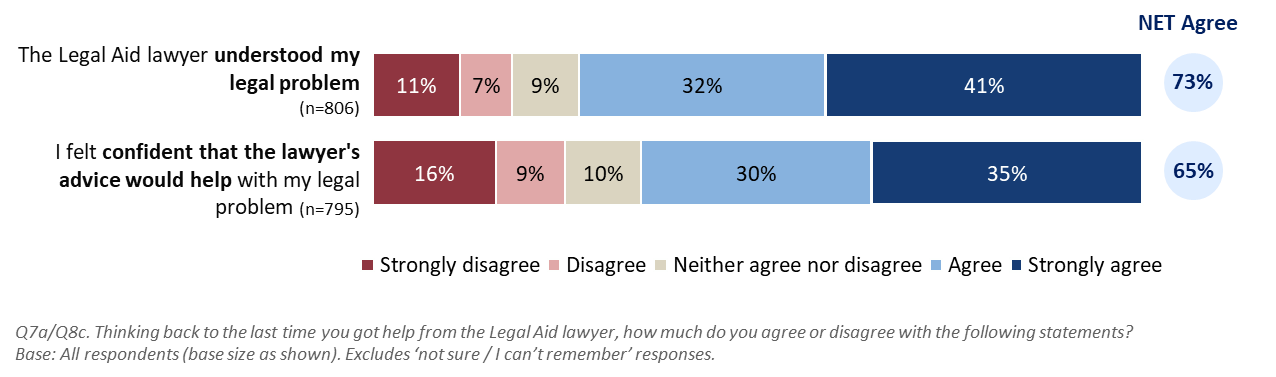 NET Agree
The Legal Aid lawyer understood my
legal problem
(n=806)
11% 7% 9% 32% 41% 73%
I felt confident that the lawyer's
advice would help with my legal
problem (n=795)
16% 9% 10% 30% 35% 65%
Strongly disagree Disagree Neither agree nor disagree Agree Strongly agree
Q7a/Q8c. Thinking back to the last time you got help from the Legal Aid lawyer, how much do you agree or disagree with the following statements?
Base: All respondents (base size as shown). Excludes ‘not sure / I can’t remember’ responses.